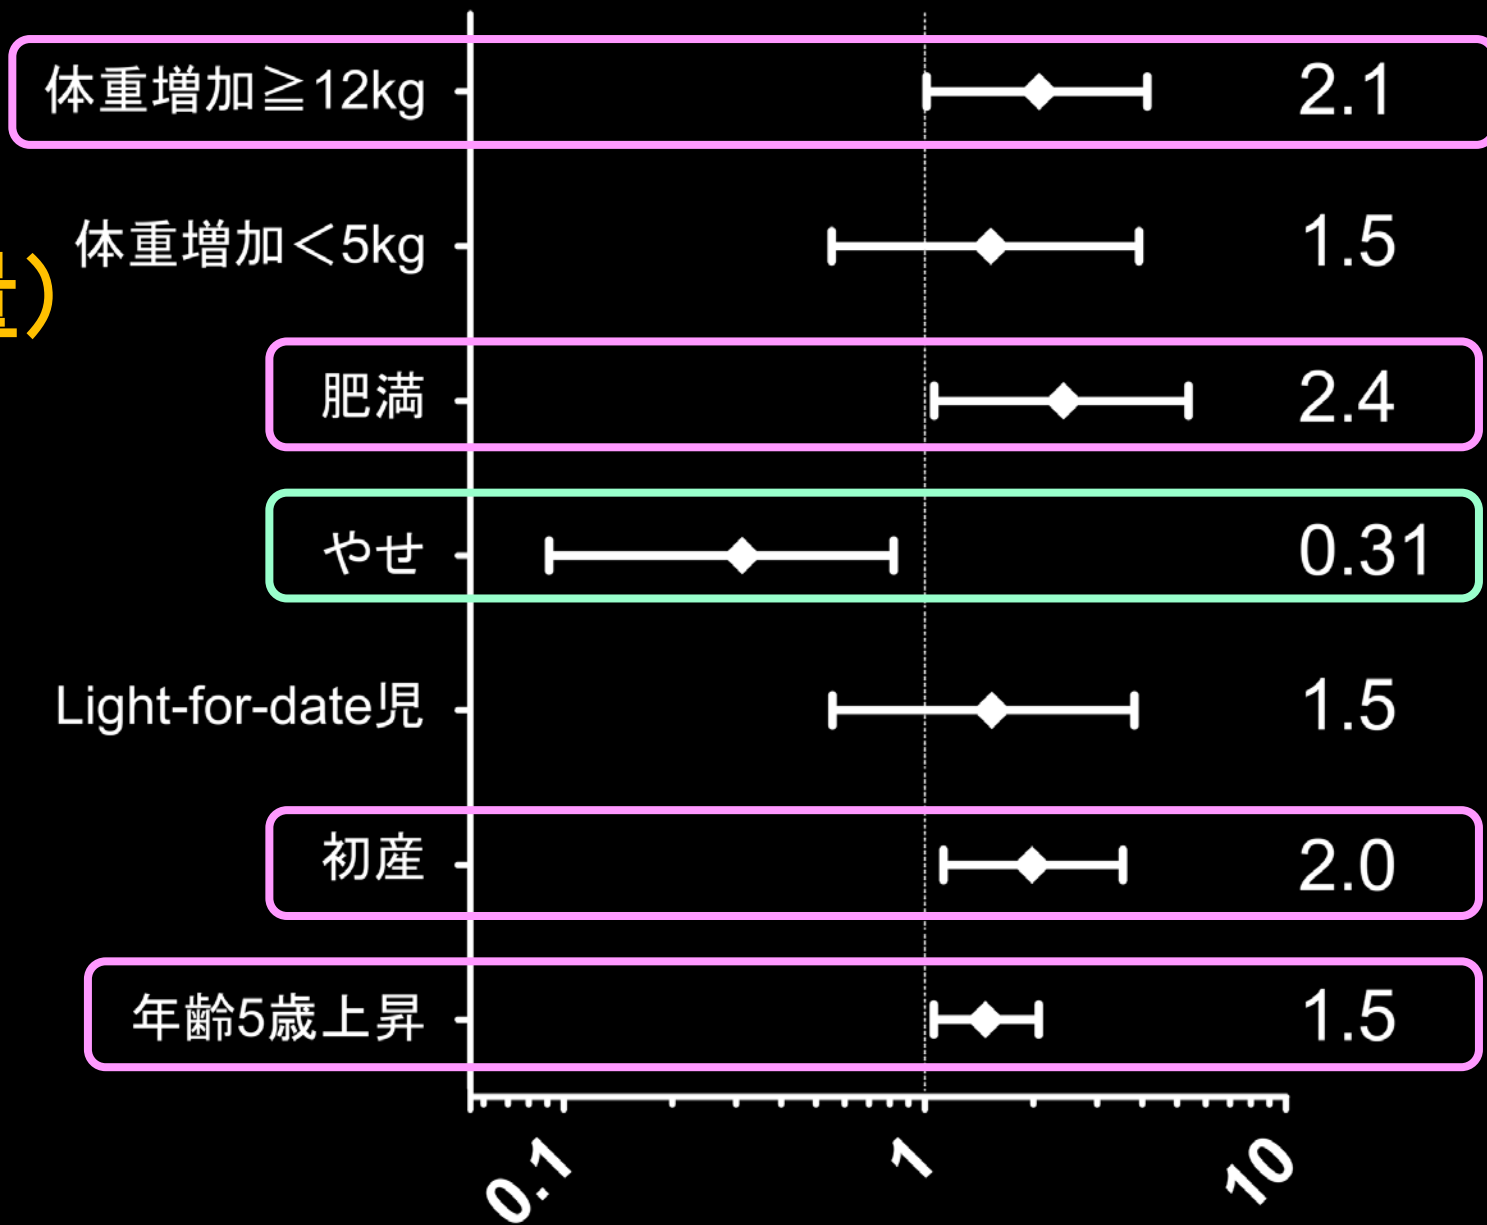 体重増加≧12kg 2.1
体重増加＜5kg 1.5
量）
肥満 2.4
やせ 0.31
Light-for-date児 1.5
初産 2.0
年齢5歳上昇 1.5
0.1 1 10